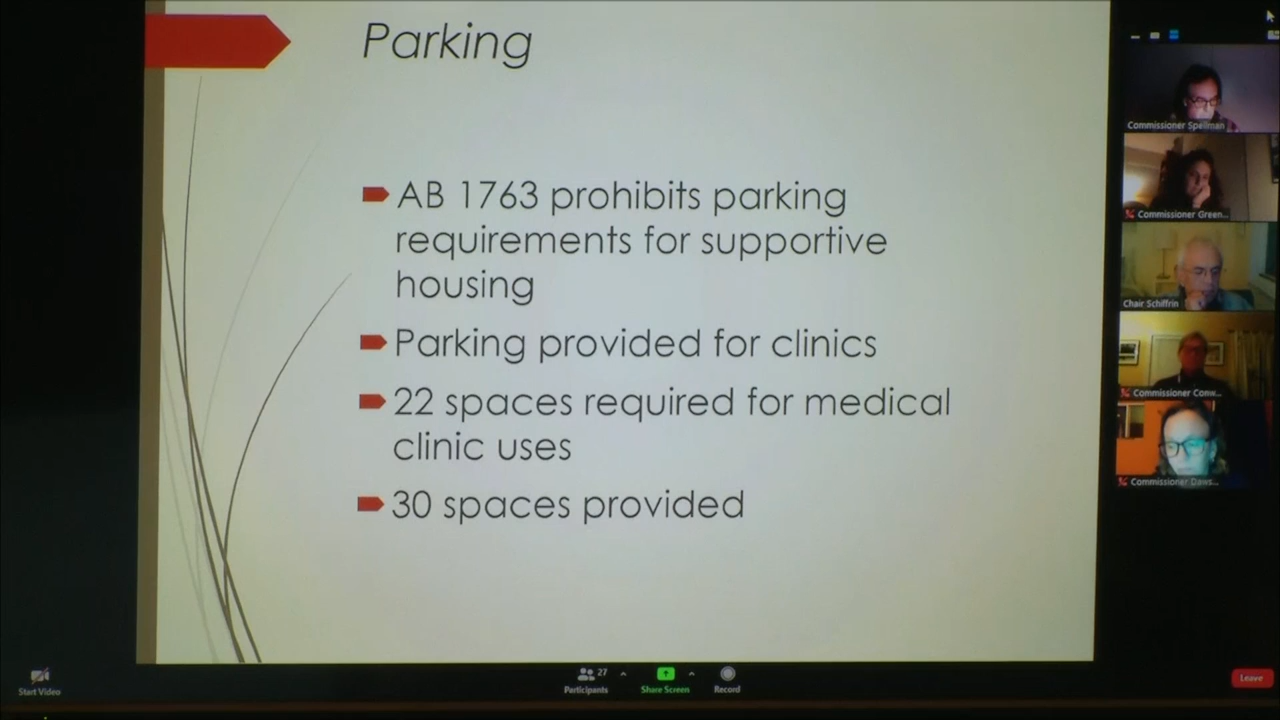 Parking
AB 1763 prohibits parking
requirements for supportive
housing
Parking provided for clinics
22 spaces required for medical
clinic uses
30 spaces provided
Commissioner Spellman
Commissioner Green...
Chair Schiffrin
Commissioner Conw...
Commissioner Daws...
Start Video
27
Participants
Share Screen
Record
Leave